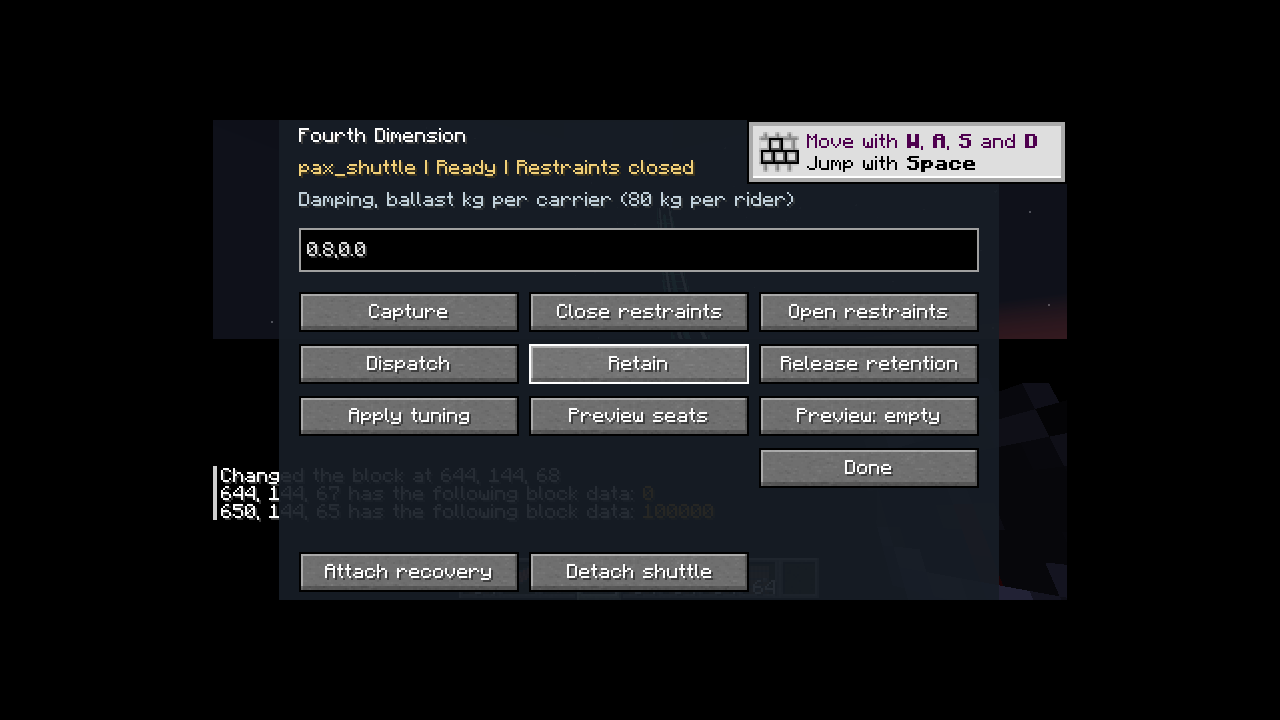 Fourth Dimension
Move with W, A, S and D
Jump with Space
pax_shuttle | Ready | Restraints closed
Damping, ballast kg per carrier (80 kg per rider)
0.8,0.0
Capture
Close restraints
Open restraints
Dispatch
Retain
Release retention
Apply tuning
Preview seats
Preview: empty
Done
Changed the block at 644, 144, 68
644, 144, 67 has the following block data: 0
650, 144, 65 has the following block data: 100000
Attach recovery
Detach shuttle
64